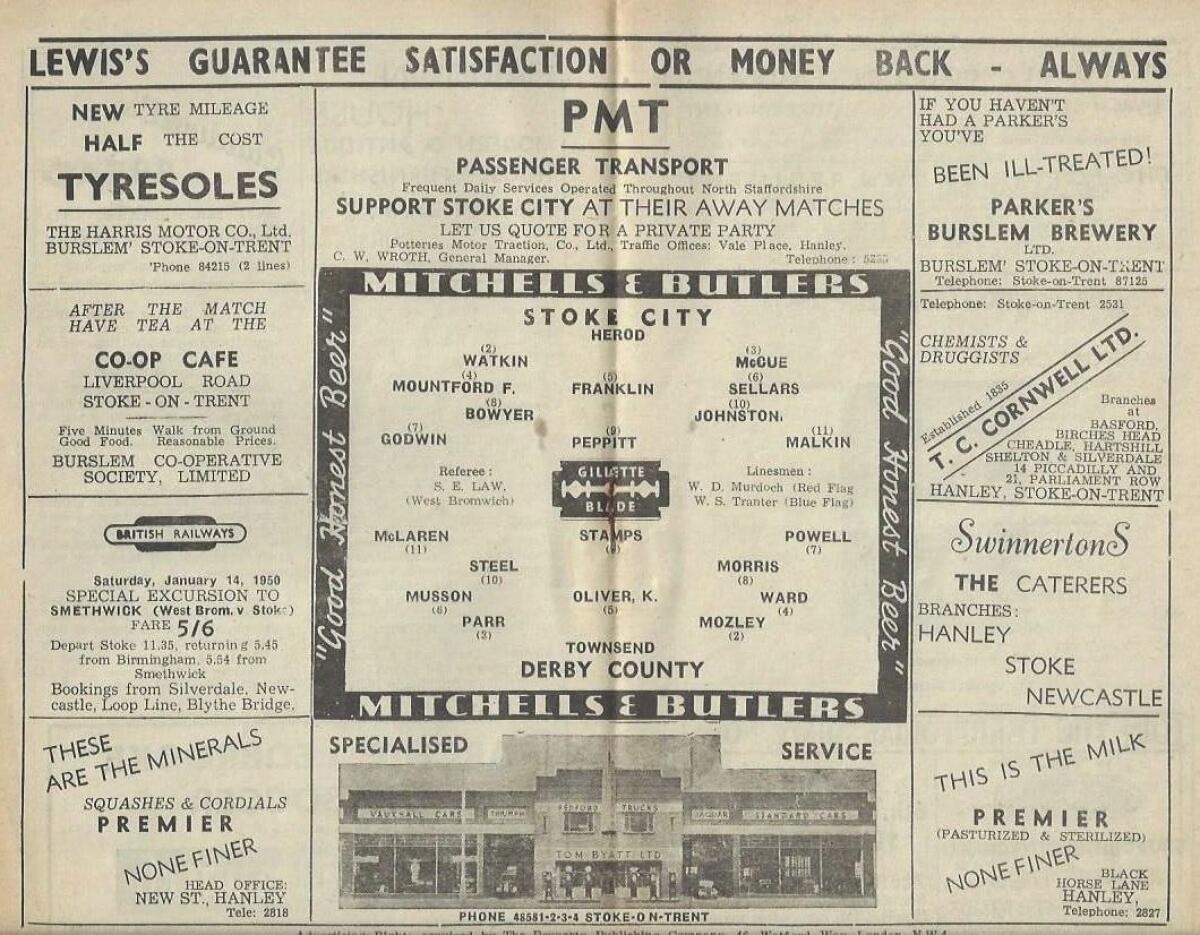 LEWIS'S GUARANTEE SATISFACTION OR MONEY BACK - ALWAYS
NEW TYRE MILEAGE
HALF THE COST
TYRESOLES
THE HARRIS MOTOR CO., Ltd.
BURSLEM' STOKE-ON-TRENT
'Phone 84215 (2 lines)
AFTER THE MATCH
HAVE TEA AT THE
CO-OP CAFE
LIVERPOOL ROAD
STOKE - ON - TRENT
Five Minutes Walk from Ground
Good Food. Reasonable Prices.
BURSLEM CO-OPERATIVE
SOCIETY, LIMITED
BRITISH RAILWAYS
Saturday, January 14, 1950
SPECIAL EXCURSION TO
SMETHWICK (West Brom. v Stoke)
FARE 5/6
Depart Stoke 11.35, returning 5.45
from Birmingham, 5.54 from
Smethwick
Bookings from Silverdale, New-
castle, Loop Line, Blythe Bridge.
THESE
ARE THE MINERALS
SQUASHES & CORDIALS
PREMIER
NONE FINER
HEAD OFFICE:
NEW ST., HANLEY
Tele: 2818
PMT
PASSENGER TRANSPORT
Frequent Daily Services Operated Throughout North Staffordshire
SUPPORT STOKE CITY AT THEIR AWAY MATCHES
LET US QUOTE FOR A PRIVATE PARTY
Potteries Motor Traction, Co., Ltd., Traffic Offices: Vale Place, Hanley.
C. W. WROTH, General Manager. Telephone :
MITCHELLS & BUTLERS
"Good Honest Beer"
"Good Honest Beer"
STOKE CITY
HEROD
(2) (3)
WATKIN McCUE
(4) (5) (6)
MOUNTFORD F. FRANKLIN SELLARS
(8) (10)
BOWYER JOHNSTON.
(7) (9) (11)
GODWIN PEPPITT MALKIN
Referee :
S. E. LAW,
(West Bromwich)
GILLETTE
BLADE
Linesmen :
W. D. Murdoch (Red Flag
W. S. Tranter (Blue Flag)
McLAREN STAMPS POWELL
(11) (7)
STEEL MORRIS
(10) (8)
MUSSON OLIVER, K. WARD
(6) (5) (4)
PARR MOZLEY
(3) (2)
TOWNSEND
DERBY COUNTY
MITCHELLS & BUTLERS
SPECIALISED SERVICE
VAUXHALL CARS TRIUMPH BEDFORD TRUCKS JAGUAR STANDARD CARS
TOM BYATT LTD
PHONE 48581-2-3-4 STOKE-ON-TRENT
IF YOU HAVEN'T
HAD A PARKER'S
YOU'VE
BEEN ILL-TREATED!
PARKER'S
BURSLEM BREWERY
LTD.
BURSLEM' STOKE-ON-TRENT
Telephone: Stoke-on-Trent 87125
Telephone: Stoke-on-Trent 2531
CHEMISTS &
DRUGGISTS
Established 1835
T. C. CORNWELL LTD.
Branches
at
BASFORD,
BIRCHES HEAD
CHEADLE, HARTSHILL
SHELTON & SILVERDALE
14 PICCADILLY AND
21, PARLIAMENT ROW
HANLEY, STOKE-ON-TRENT
SwinnertonS
THE CATERERS
BRANCHES:
HANLEY
STOKE
NEWCASTLE
THIS IS THE MILK
PREMIER
(PASTURIZED & STERILIZED)
NONE FINER
BLACK
HORSE LANE
HANLEY,
Telephone: 2827
Advertising Rights Publishing Company, 46, Watford Way, London, N.W.4